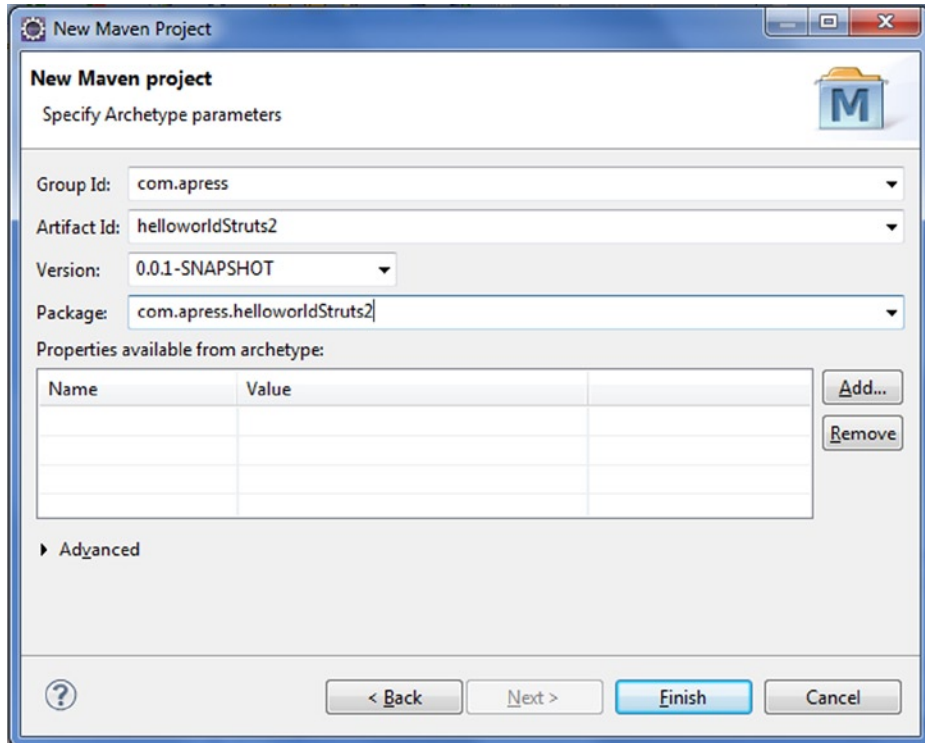 New Maven Project
New Maven project
Specify Archetype parameters
M
Group Id: com.apress
Artifact Id: helloworldStruts2
Version: 0.0.1-SNAPSHOT
Package: com.apress.helloworldStruts2
Properties available from archetype:
Name Value
Add...
Remove
Advanced
? < Back Next > Finish Cancel